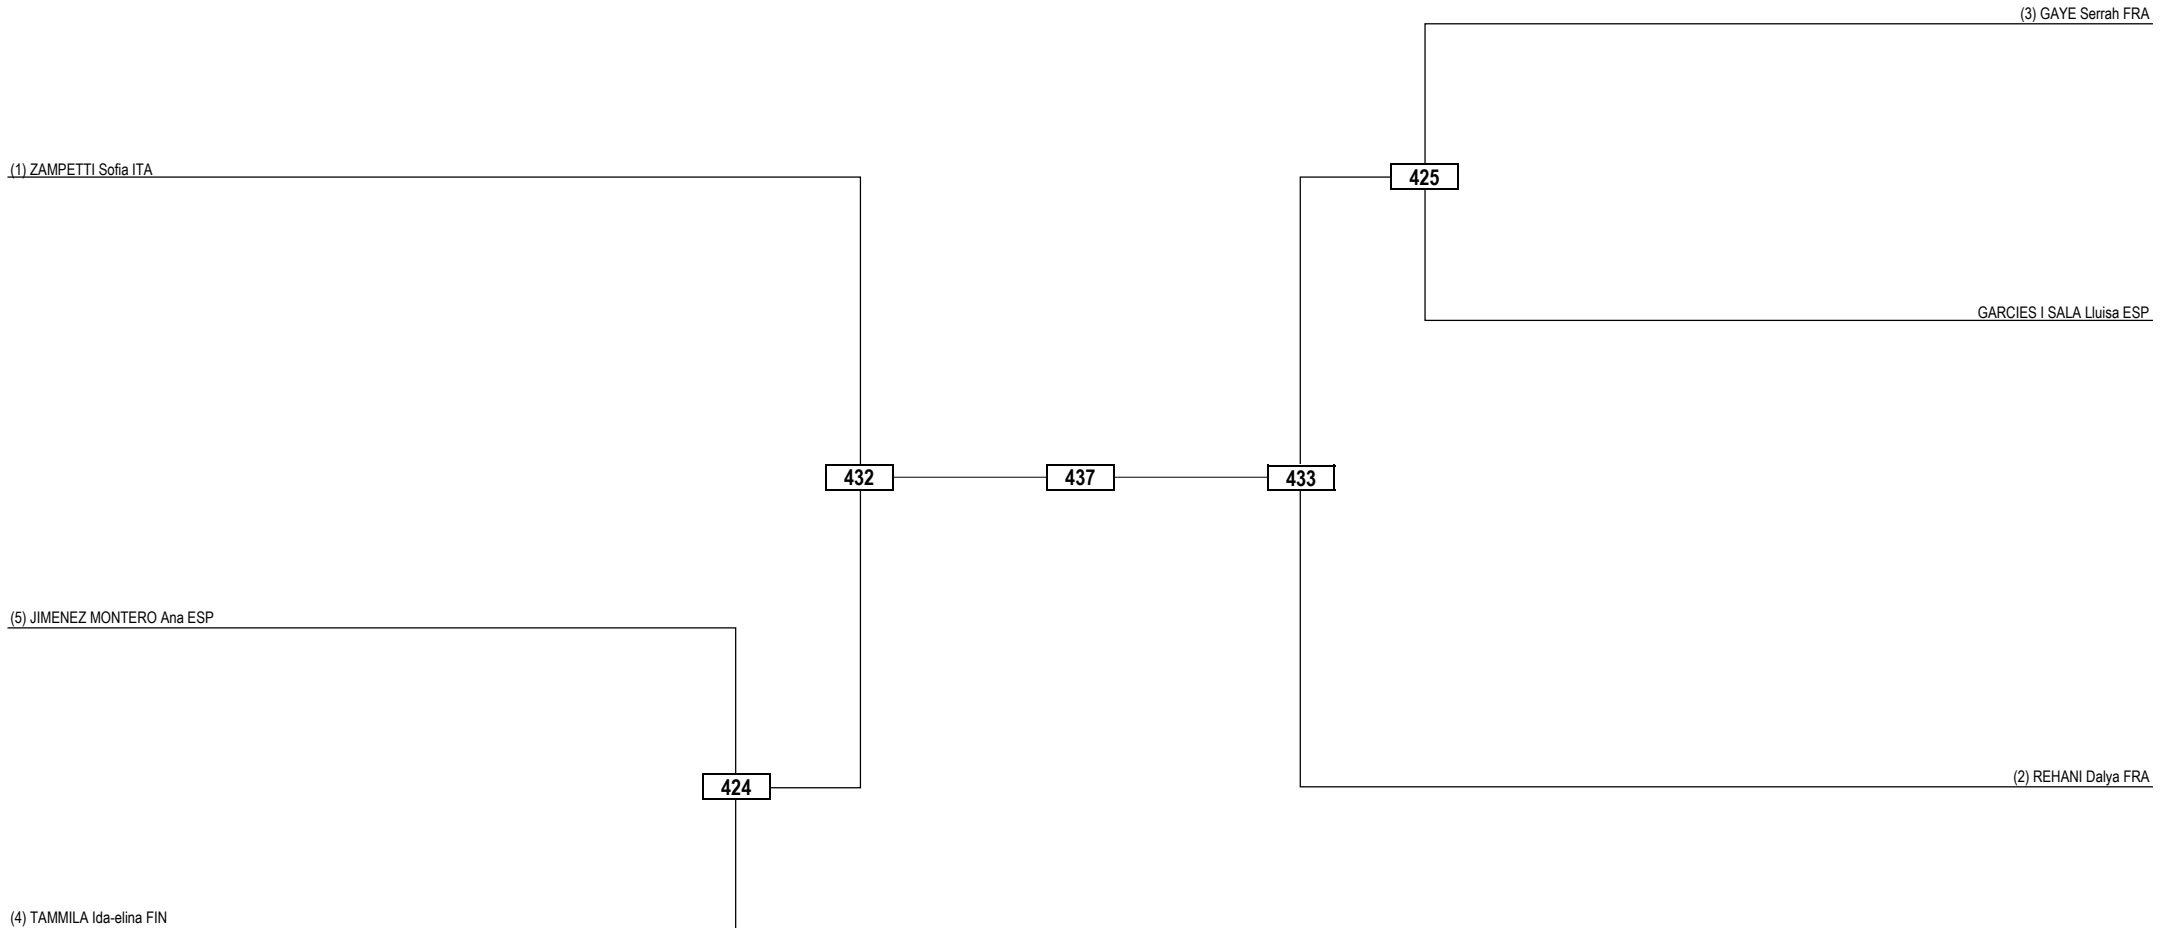 (3) GAYE Serrah FRA
(1) ZAMPETTI Sofia ITA
425
GARCIES I SALA Lluisa ESP
432
437
433
(5) JIMENEZ MONTERO Ana ESP
(2) REHANI Dalya FRA
424
(4) TAMMILA Ida-elina FIN